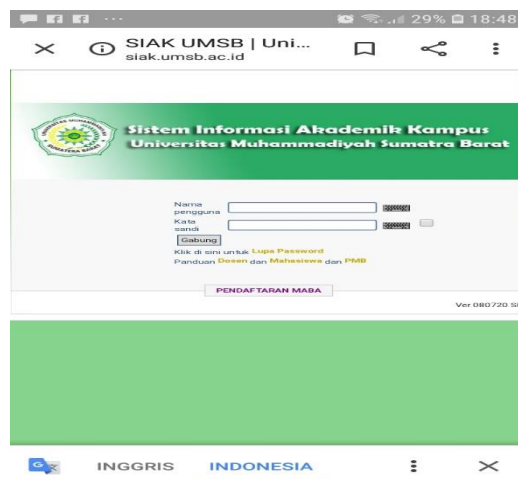 29% 18:48
SIAK UMSB | Uni...
siak.umsb.ac.id
Sistem Informasi Akademik Kampus
Universitas Muhammadiyah Sumatra Barat
Nama
pengguna
Kata
sandi
Gabung
Klik di sini untuk Lupa Password
Panduan Dosen dan Mahasiswa dan PMB
PENDAFTARAN MABA
Ver 080720
INGGRIS INDONESIA